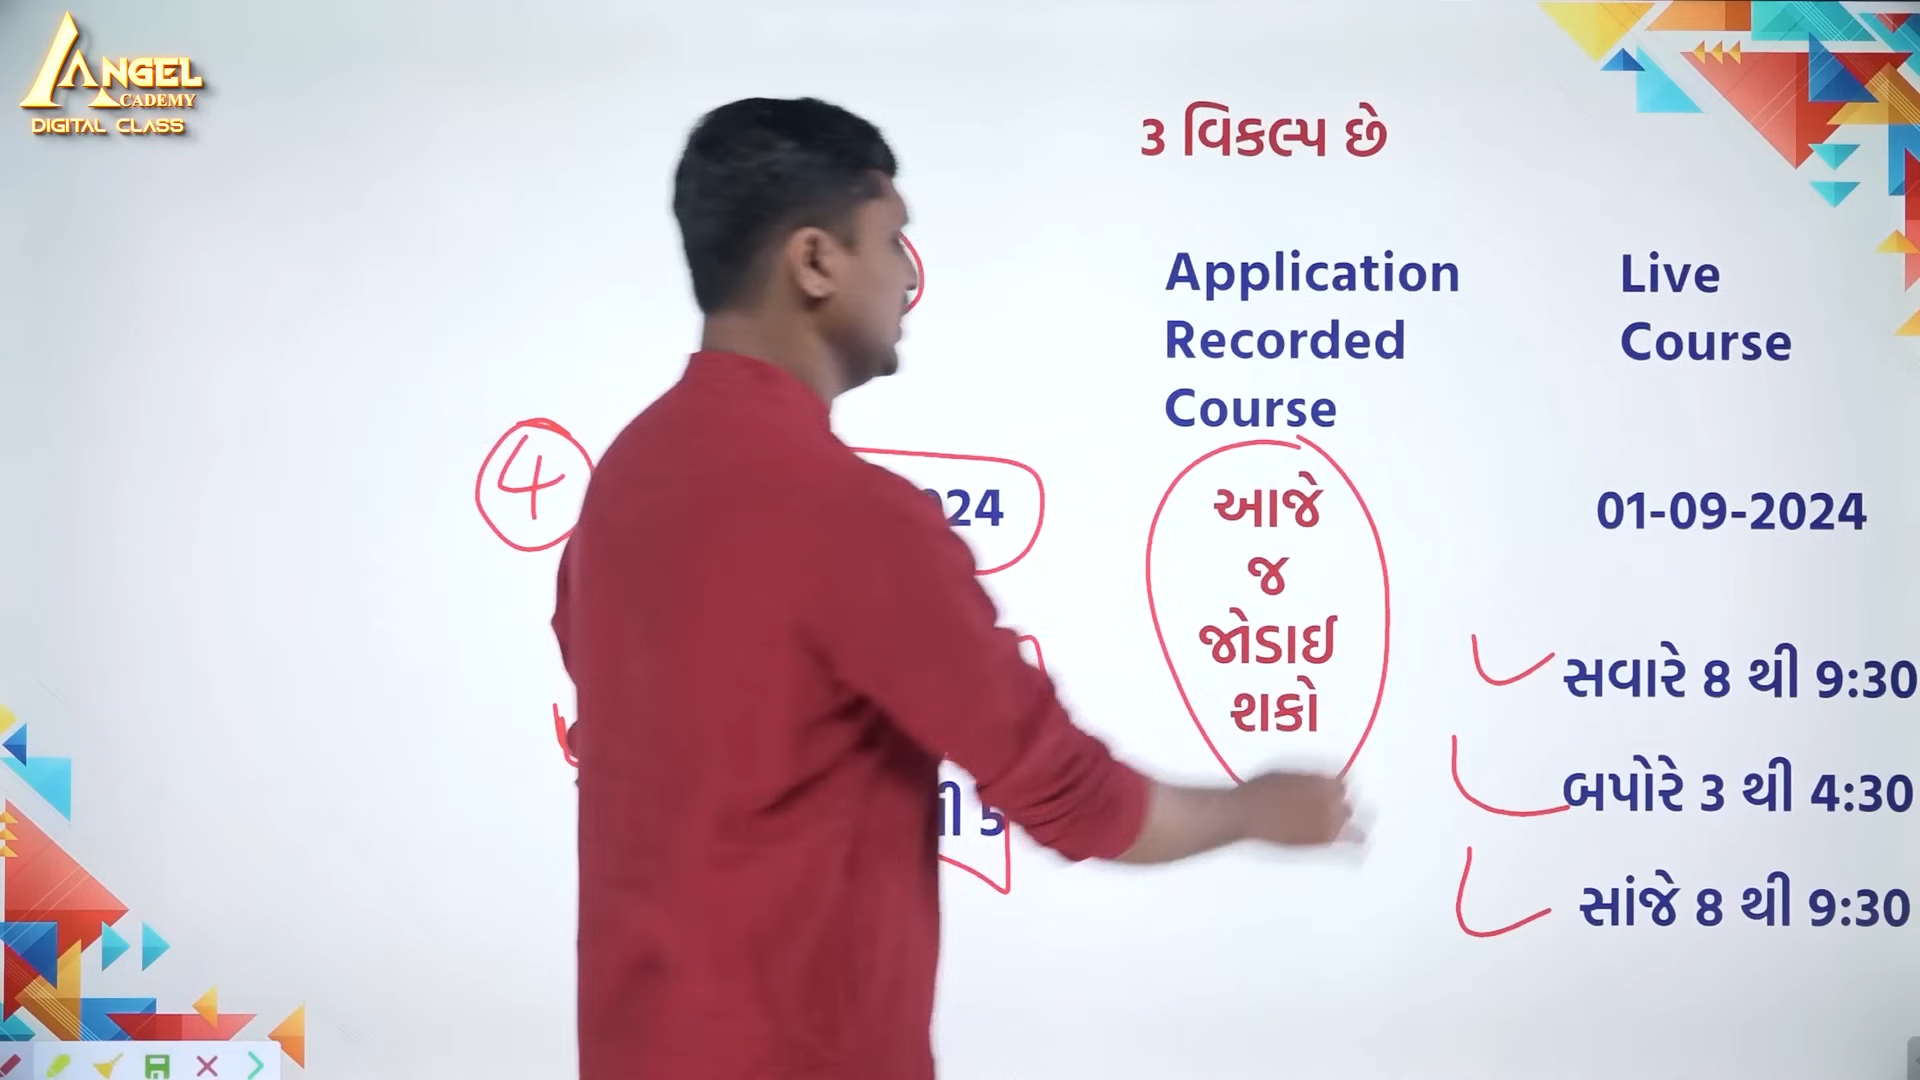 ANGEL
ACADEMY
DIGITAL CLASS
3 વિકલ્પ છે
Application
Recorded
Course
Live
Course
4
24
આજે
જ
જોડાઈ
શકો
01-09-2024
સવારે 8 થી 9:30
બપોરે 3 થી 4:30
5
સાંજે 8 થી 9:30